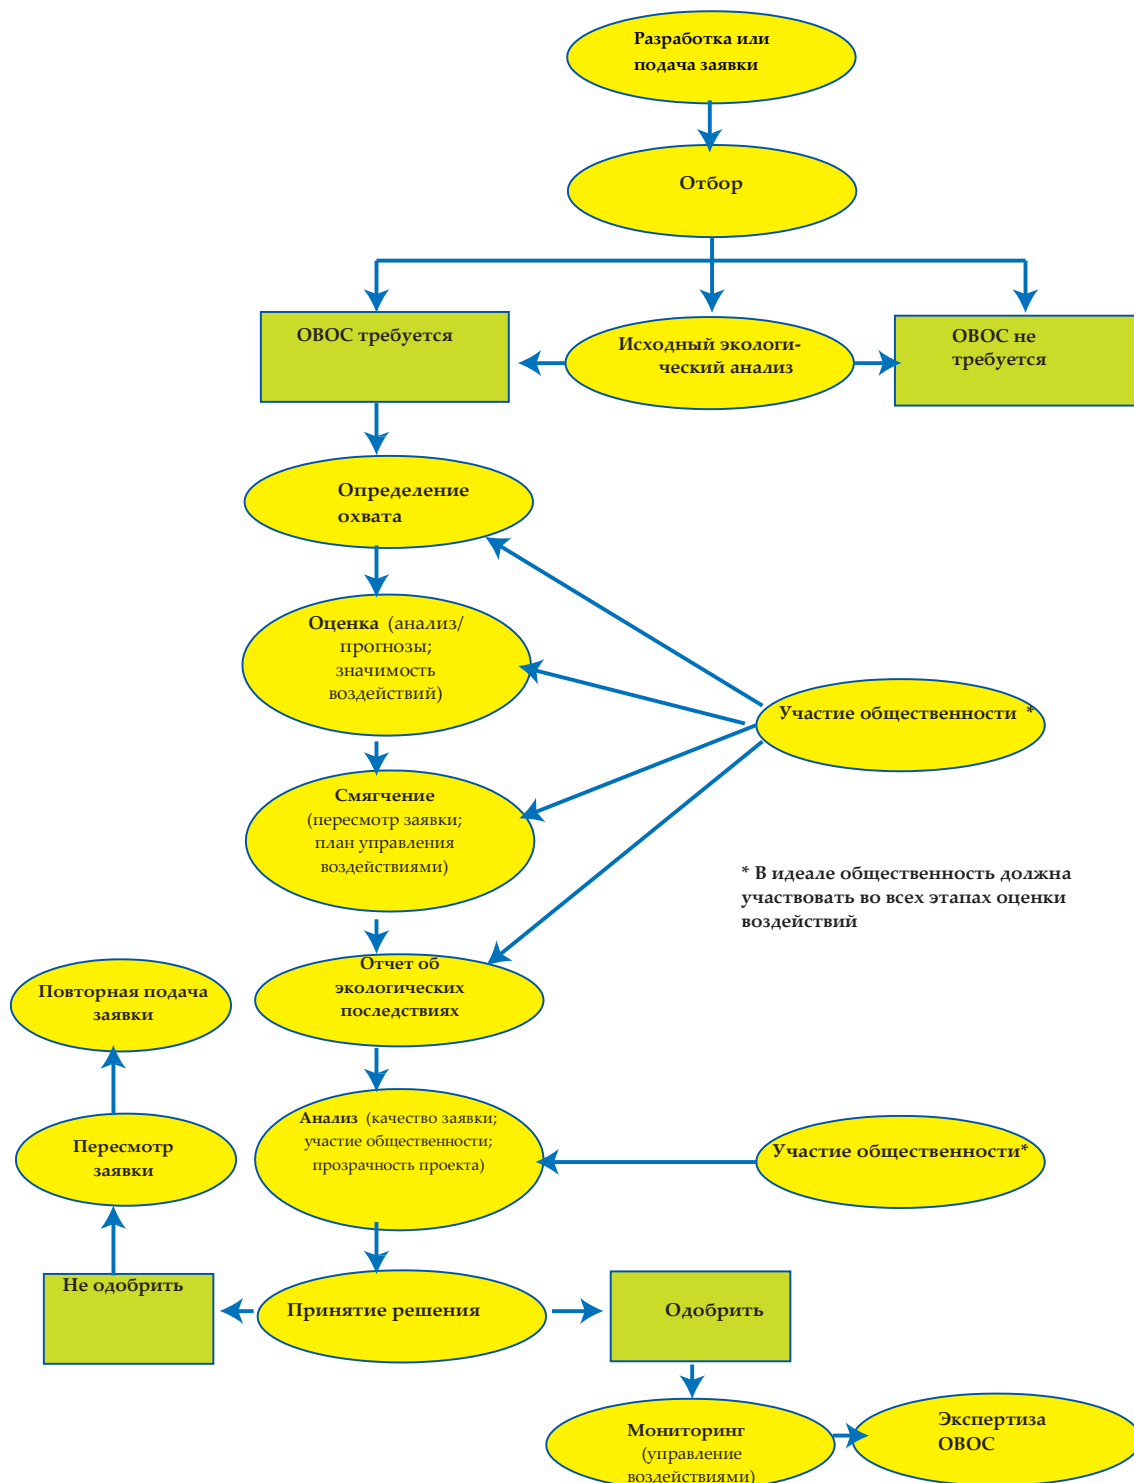 Разработка или
подача заявки
Отбор
ОВОС требуется
Исходный экологи-
ческий анализ
ОВОС не
требуется
Определение
охвата
Оценка (анализ/
прогнозы;
значимость
воздействий)
Участие общественности *
Смягчение
(пересмотр заявки;
план управления
воздействиями)
* В идеале общественность должна
участвовать во всех этапах оценки
воздействий
Отчет об
экологических
последствиях
Повторная подача
заявки
Анализ (качество заявки;
участие общественности;
прозрачность проекта)
Пересмотр
заявки
Участие общественности*
Не одобрить
Принятие решения
Одобрить
Мониторинг
(управление
воздействиями)
Экспертиза
ОВОС